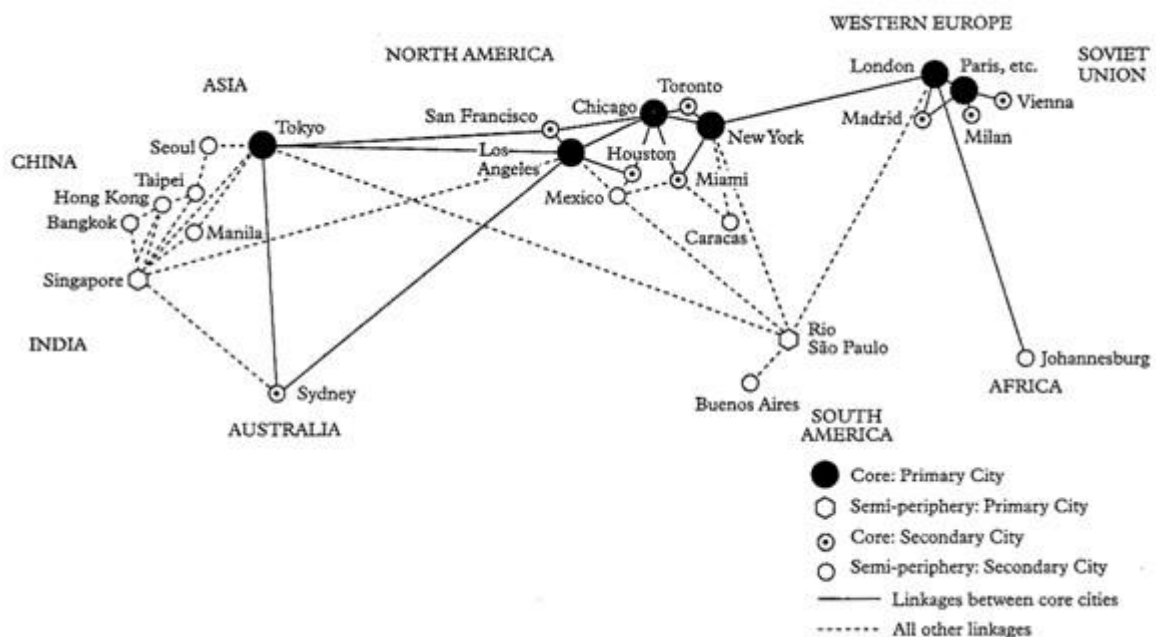 WESTERN EUROPE
NORTH AMERICA
SOVIET
UNION
London
Paris, etc.
ASIA
Toronto
Chicago
San Francisco
Vienna
Madrid
Milan
Tokyo
New York
Seoul
Los
Angeles
Houston
CHINA
Taipei
Miami
Mexico
Hong Kong
Bangkok
Manila
Caracas
Singapore
Rio
São Paulo
INDIA
Johannesburg
Sydney
AFRICA
Buenos Aires
AUSTRALIA
SOUTH
AMERICA
Core: Primary City
Semi-periphery: Primary City
Core: Secondary City
Semi-periphery: Secondary City
Linkages between core cities
All other linkages